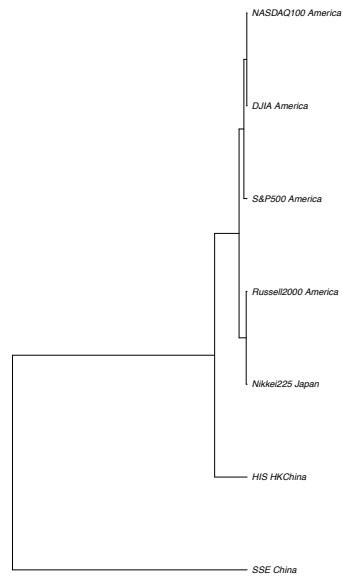 NASDAQ100 America
DJIA America
S&P500 America
Russell2000 America
Nikkei225 Japan
HIS HKChina
SSE China